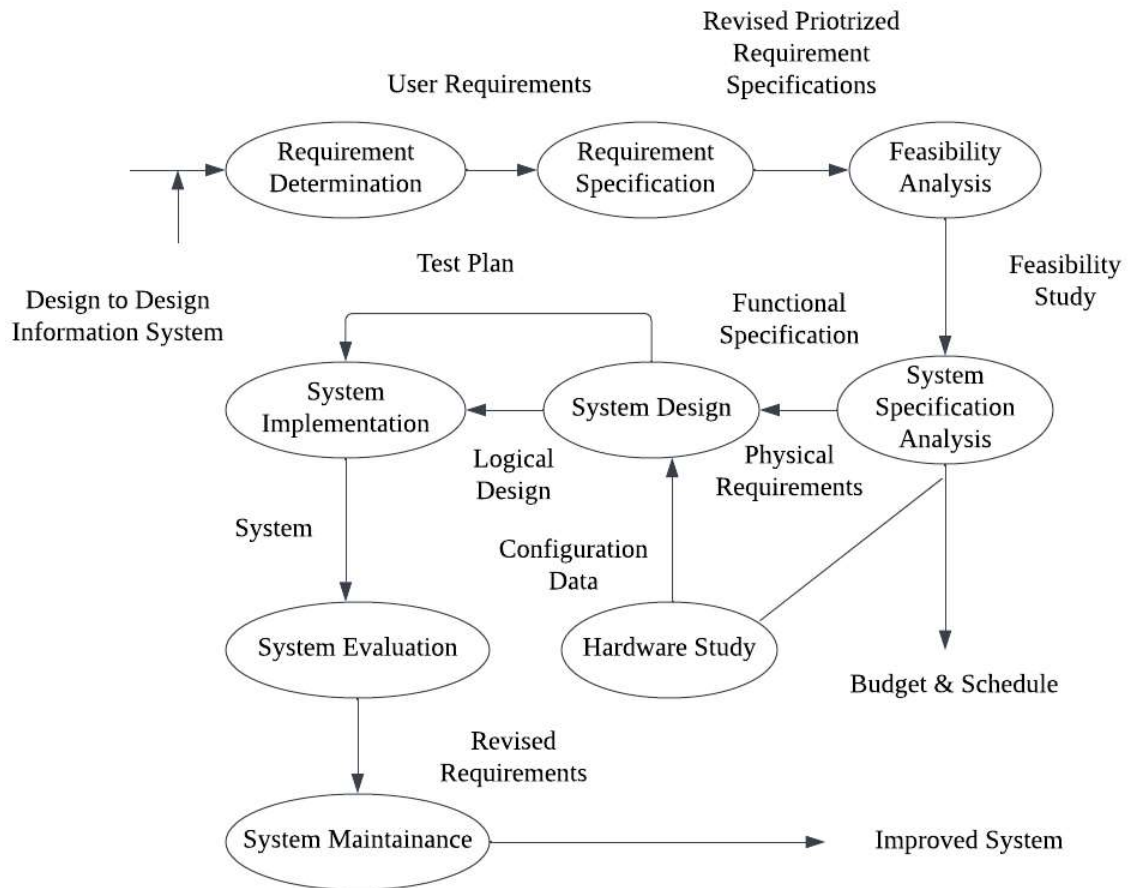 Revised Priotrized
Requirement
Specifications
User Requirements
Requirement
Determination
Requirement
Specification
Feasibility
Analysis
Test Plan
Feasibility
Study
Design to Design
Information System
Functional
Specification
System
Implementation
System Design
System
Specification
Analysis
Logical
Design
Physical
Requirements
System
Configuration
Data
System Evaluation
Hardware Study
Budget & Schedule
Revised
Requirements
System Maintainance
Improved System